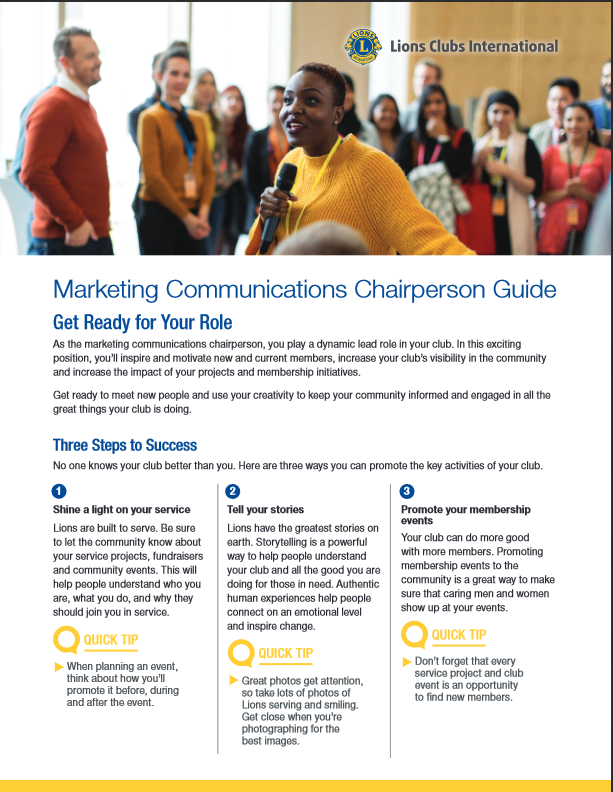 LIONS
L
INTERNATIONAL
Lions Clubs International
Marketing Communications Chairperson Guide
Get Ready for Your Role
As the marketing communications chairperson, you play a dynamic lead role in your club. In this exciting
position, you’ll inspire and motivate new and current members, increase your club’s visibility in the community
and increase the impact of your projects and membership initiatives.
Get ready to meet new people and use your creativity to keep your community informed and engaged in all the
great things your club is doing.
Three Steps to Success
No one knows your club better than you. Here are three ways you can promote the key activities of your club.
1
Shine a light on your service
Lions are built to serve. Be sure
to let the community know about
your service projects, fundraisers
and community events. This will
help people understand who you
are, what you do, and why they
should join you in service.
QUICK TIP
When planning an event,
think about how you’ll
promote it before, during
and after the event.
2
Tell your stories
Lions have the greatest stories on
earth. Storytelling is a powerful
way to help people understand
your club and all the good you are
doing for those in need. Authentic
human experiences help people
connect on an emotional level
and inspire change.
QUICK TIP
Great photos get attention,
so take lots of photos of
Lions serving and smiling.
Get close when you’re
photographing for the
best images.
3
Promote your membership
events
Your club can do more good
with more members. Promoting
membership events to the
community is a great way to make
sure that caring men and women
show up at your events.
QUICK TIP
Don’t forget that every
service project and club
event is an opportunity
to find new members.